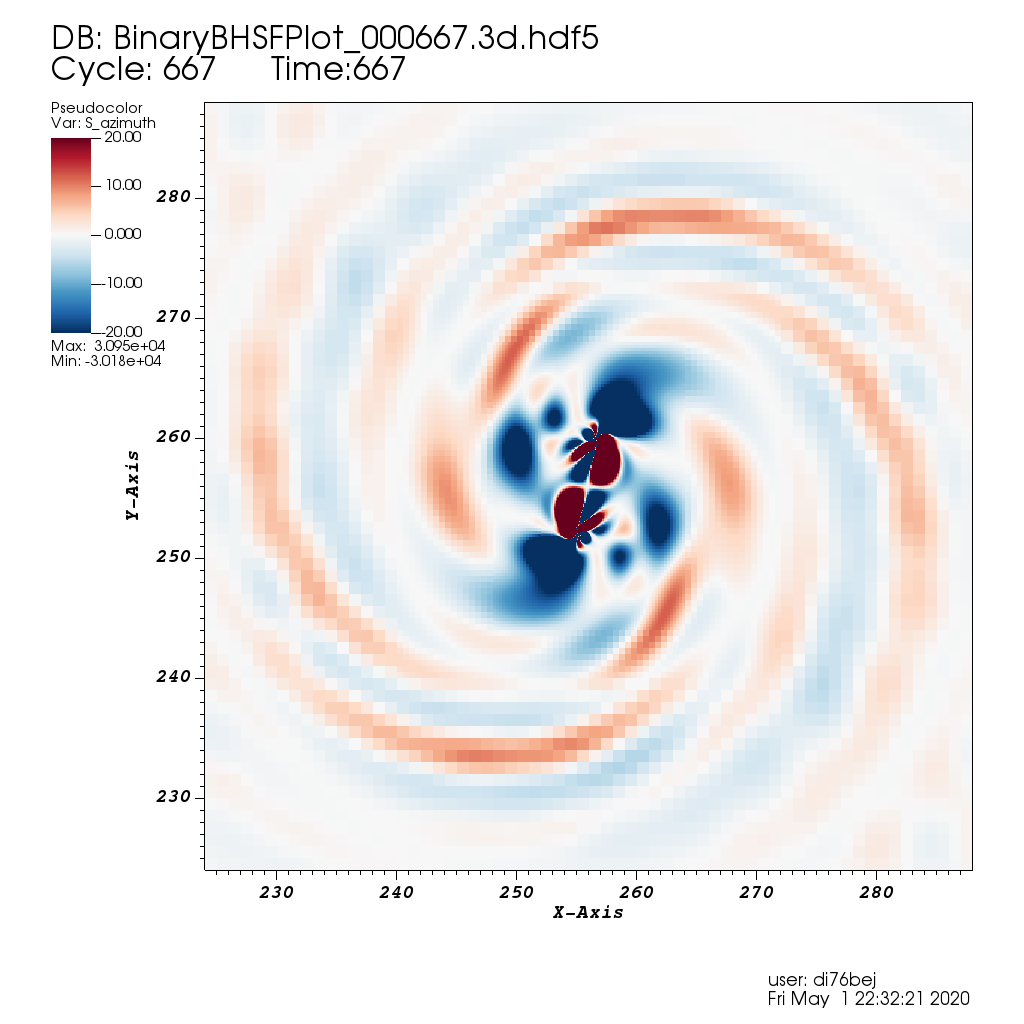 DB: BinaryBHSFPlot_000667.3d.hdf5
Cycle: 667 Time:667
Pseudocolor
Var: S_azimuth
20.00
10.00
0.000
-10.00
-20.00
Max: 3.095e+04
Min: -3.018e+04
280
270
260
250
240
230
Y-Axis
230 240 250 260 270 280
X-Axis
user: di76bej
Fri May 1 22:32:21 2020